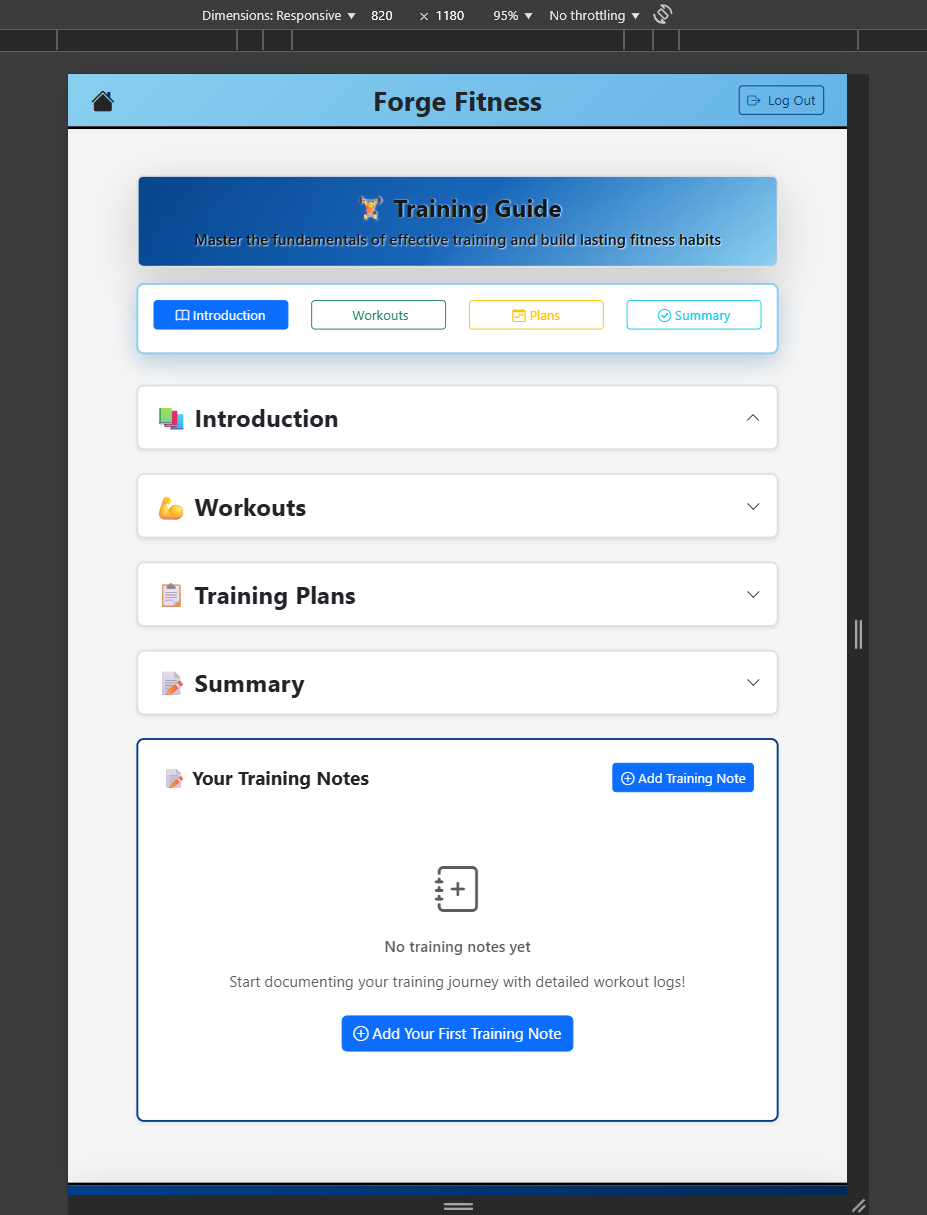 Dimensions: Responsive 820 × 1180 95% No throttling
Forge Fitness
Log Out
Training Guide
Master the fundamentals of effective training and build lasting fitness habits
Introduction Workouts Plans Summary
Introduction
Workouts
Training Plans
Summary
Your Training Notes
Add Training Note
No training notes yet
Start documenting your training journey with detailed workout logs!
Add Your First Training Note